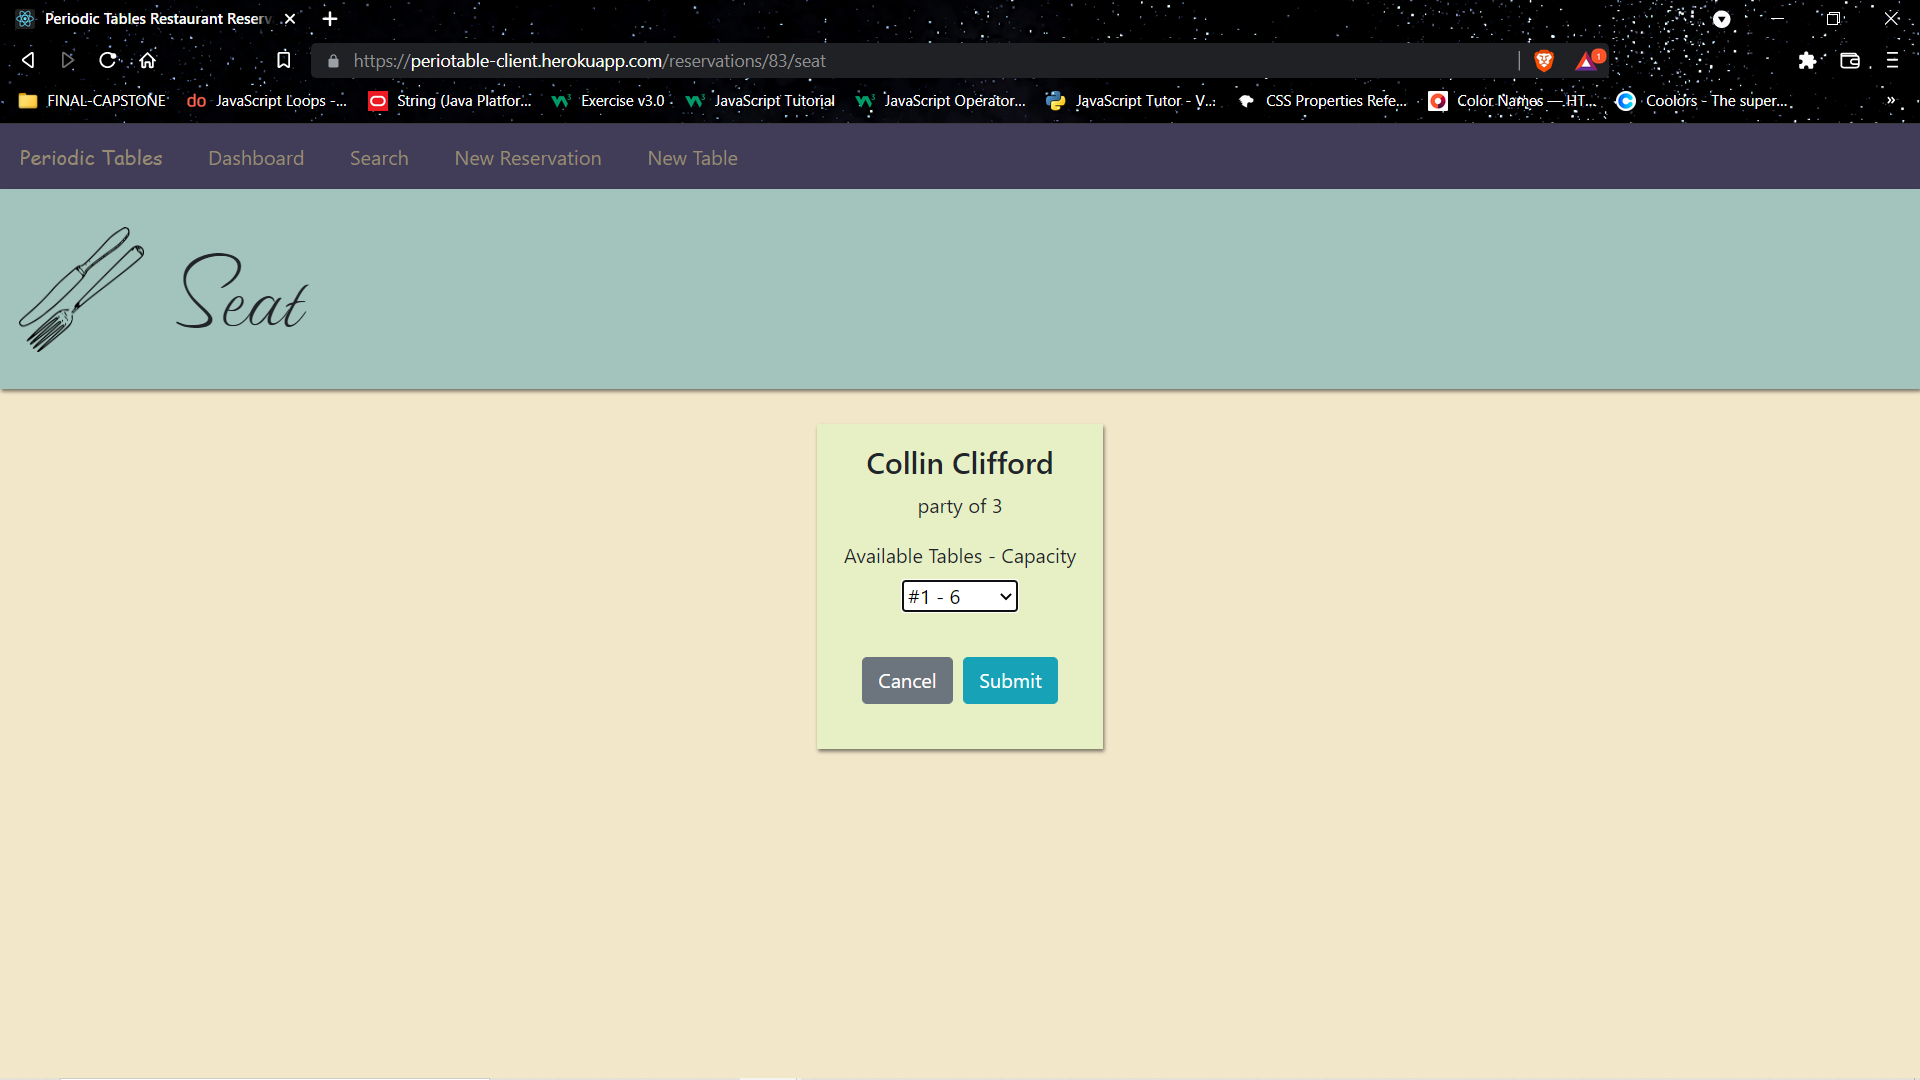 Periodic Tables Restaurant Reserv
https://periotable-client.herokuapp.com/reservations/83/seat
1
FINAL-CAPSTONE do JavaScript Loops -... String (Java Platfor... Exercise v3.0 JavaScript Tutorial JavaScript Operator... JavaScript Tutor - V... CSS Properties Refe... Color Names — HT... Coolors - The super... »
Periodic Tables Dashboard Search New Reservation New Table
Seat
Collin Clifford
party of 3
Available Tables - Capacity
#1 - 6
Cancel Submit